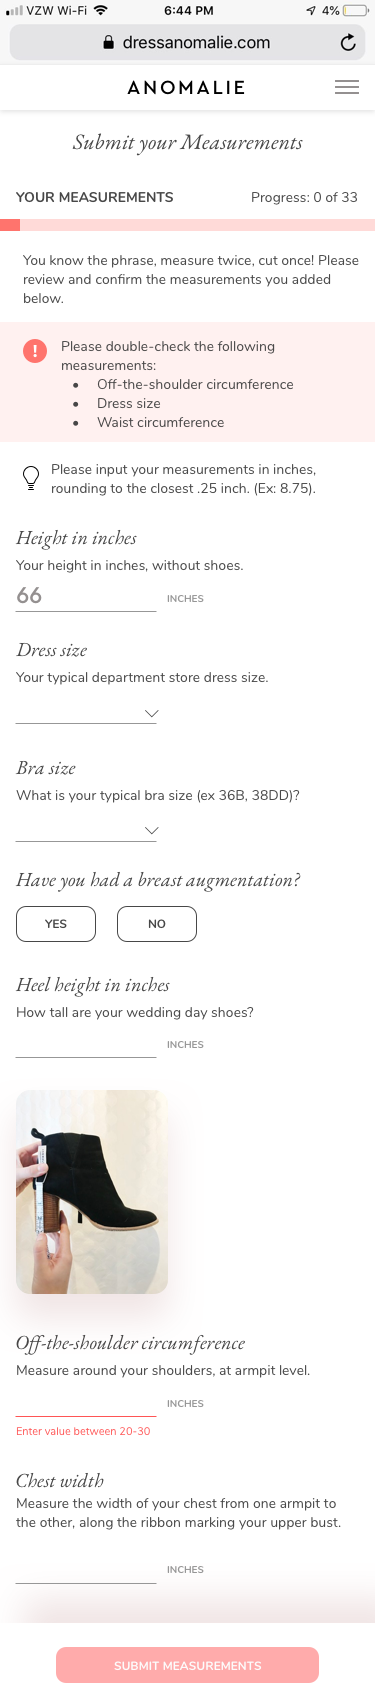 VZW Wi-Fi 6:44 PM 4%
dressanomalie.com
ANOMALIE
Submit your Measurements
YOUR MEASUREMENTS Progress: 0 of 33
You know the phrase, measure twice, cut once! Please
review and confirm the measurements you added
below.
! Please double-check the following
measurements:
• Off-the-shoulder circumference
• Dress size
• Waist circumference
Please input your measurements in inches,
rounding to the closest .25 inch. (Ex: 8.75).
Height in inches
Your height in inches, without shoes.
66 INCHES
Dress size
Your typical department store dress size.
Bra size
What is your typical bra size (ex 36B, 38DD)?
Have you had a breast augmentation?
YES NO
Heel height in inches
How tall are your wedding day shoes?
INCHES
Off-the-shoulder circumference
Measure around your shoulders, at armpit level.
INCHES
Enter value between 20-30
Chest width
Measure the width of your chest from one armpit to
the other, along the ribbon marking your upper bust.
INCHES
SUBMIT MEASUREMENTS